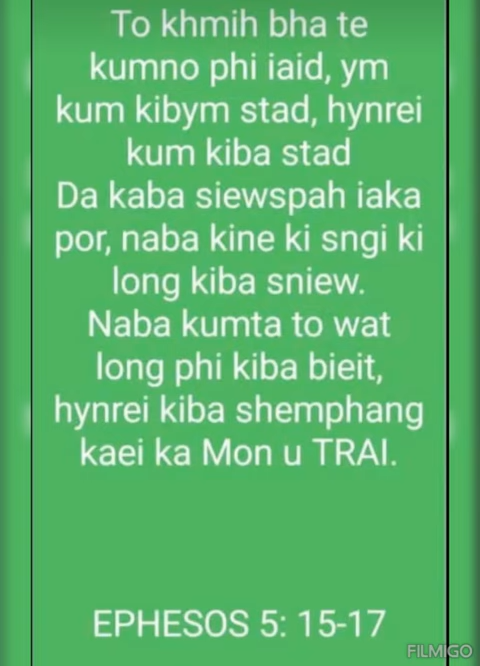 To khmih bha te
kumno phi iaid, ym
kum kibym stad, hynrei
kum kiba stad
Da kaba siewspah iaka
por, naba kine ki sngi ki
long kiba sniew.
Naba kumta to wat
long phi kiba bieit,
hynrei kiba shemphang
kaei ka Mon u TRAI.
EPHESOS 5: 15-17
FILMIGO